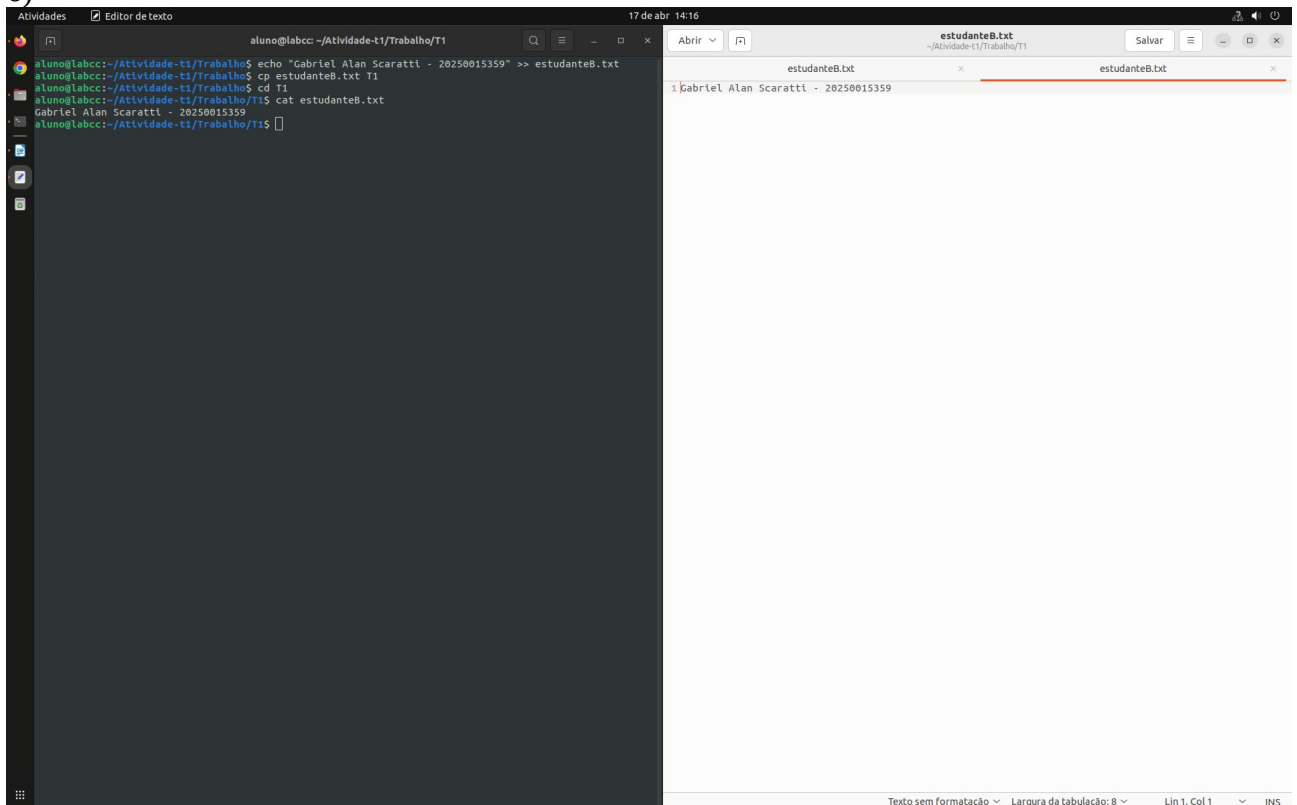 Atividades Editor de texto 17 de abr 14:16
aluno@labcc: ~/Atividade-t1/Trabalho/T1
aluno@labcc:~/Atividade-t1/Trabalho$ echo "Gabriel Alan Scaratti - 20250015359" >> estudanteB.txt
aluno@labcc:~/Atividade-t1/Trabalho$ cp estudanteB.txt T1
aluno@labcc:~/Atividade-t1/Trabalho$ cd T1
aluno@labcc:~/Atividade-t1/Trabalho/T1$ cat estudanteB.txt
Gabriel Alan Scaratti - 20250015359
aluno@labcc:~/Atividade-t1/Trabalho/T1$
Abrir estudanteB.txt Salvar
~/Atividade-t1/Trabalho/T1
estudanteB.txt estudanteB.txt
1 Gabriel Alan Scaratti - 20250015359
Texto sem formatação Largura da tabulação: 8 Lin 1, Col 1 INS